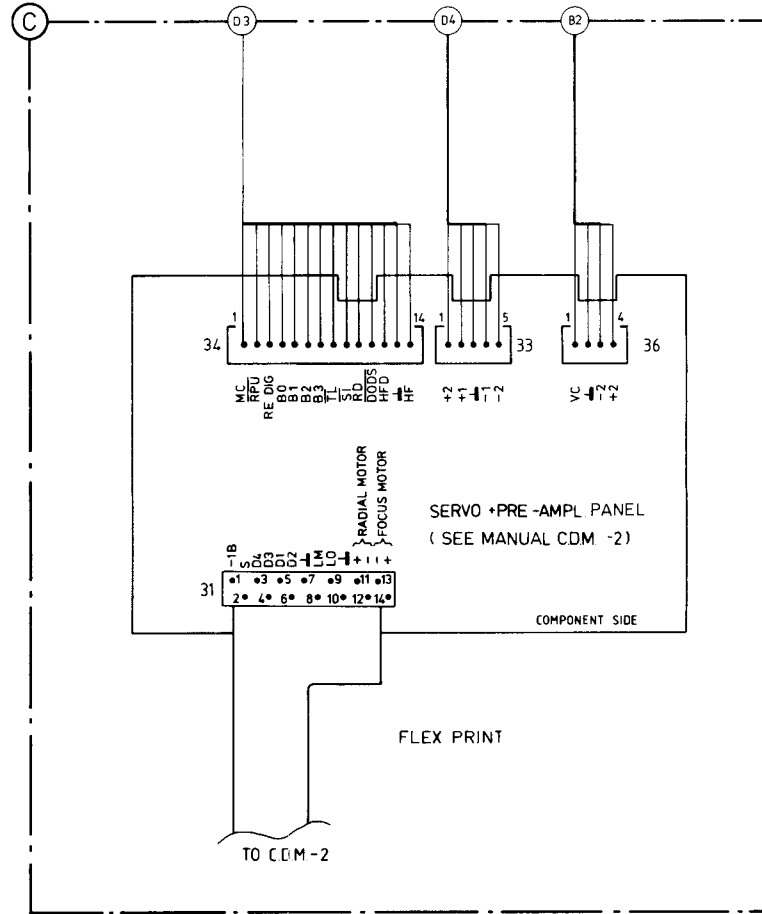 C
D3
D4
B2
1
14
34
1
5
33
1
4
36
MC
RPU
RE DIG
B0
B1
B2
B3
TL
SI
RD
DODS
HFD
HF
+2
+1
-1
-2
VC
-2
+2
RADIAL MOTOR
FOCUS MOTOR
SERVO +PRE-AMPL. PANEL
( SEE MANUAL C.D.M. -2)
-1B
S
D4
D3
D1
D2
LM
LO
+
-
-
+
31
1 3 5 7 9 11 13
2 4 6 8 10 12 14
COMPONENT SIDE
FLEX PRINT
TO C.D.M.-2